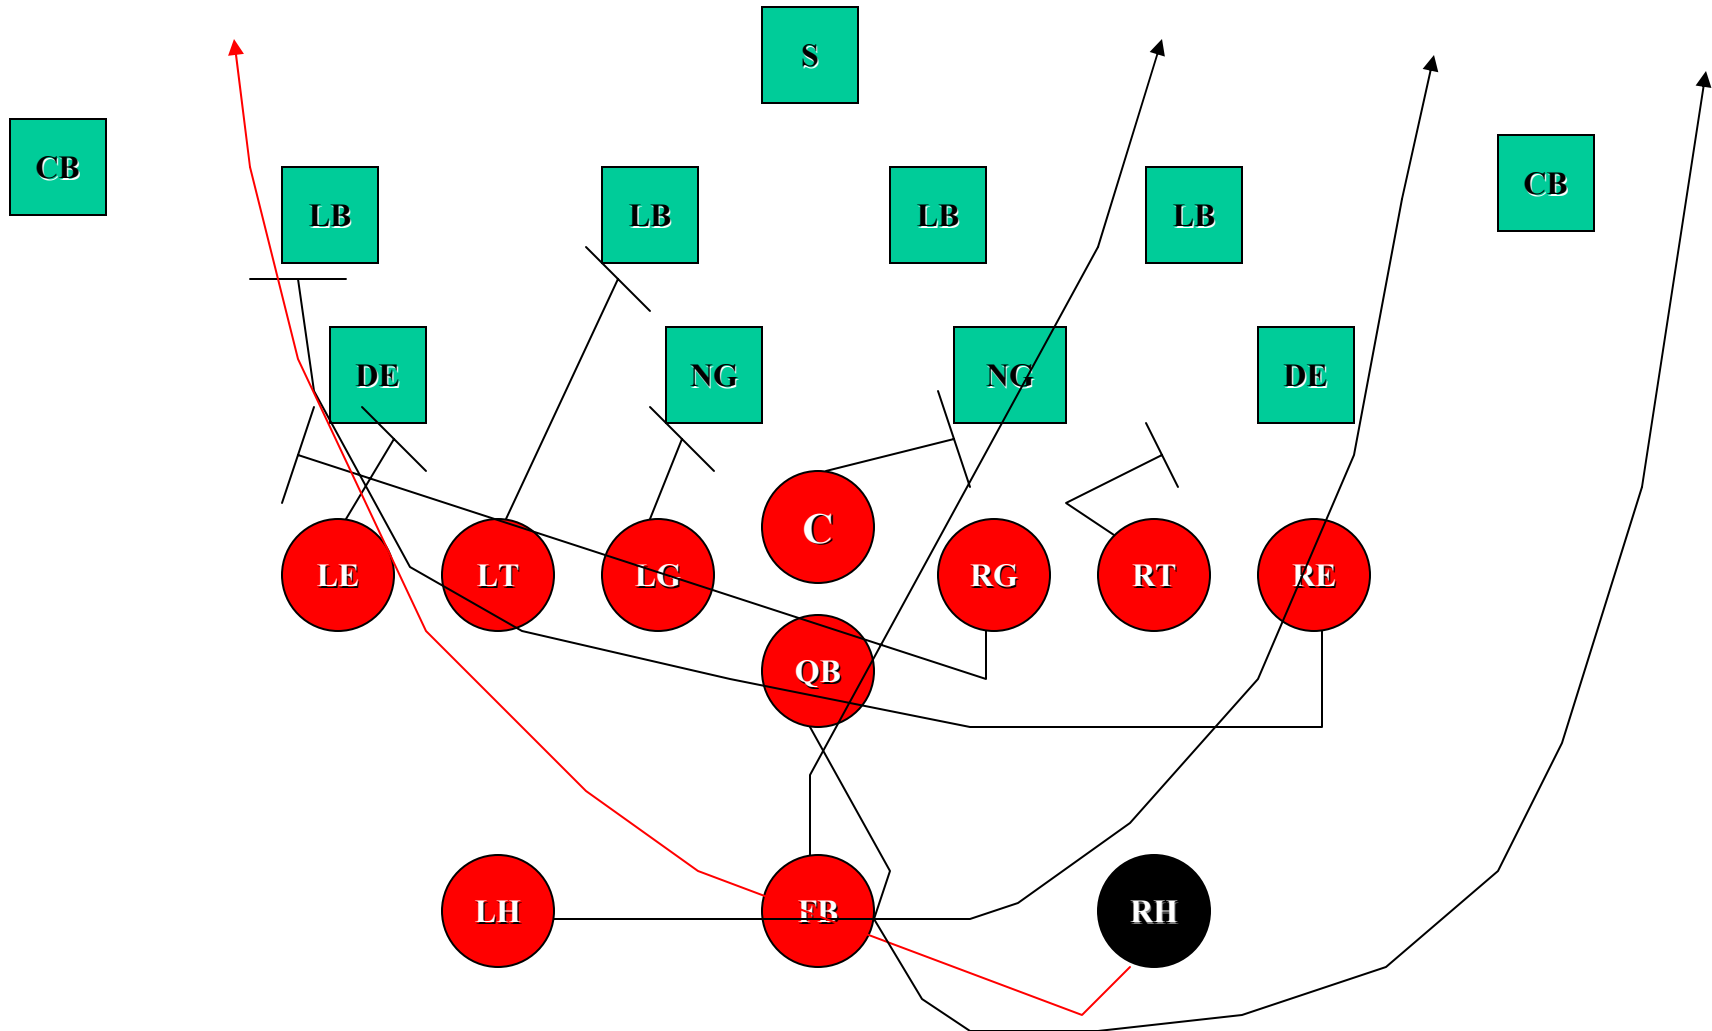 S
CB
CB
LB
LB
LB
LB
DE
NG
NG
DE
C
LE
LT
LG
RG
RT
RE
QB
LH
FB
RH